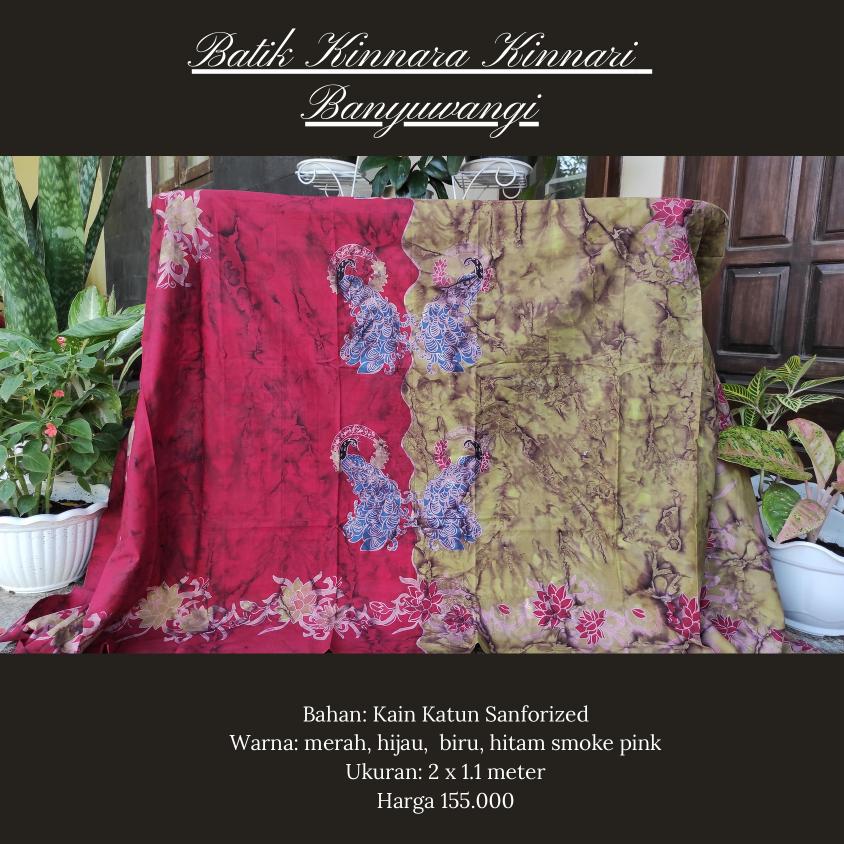 Batik Kinnara Kinnari
Banyuwangi
Bahan: Kain Katun Sanforized
Warna: merah, hijau, biru, hitam smoke pink
Ukuran: 2 x 1.1 meter
Harga 155.000